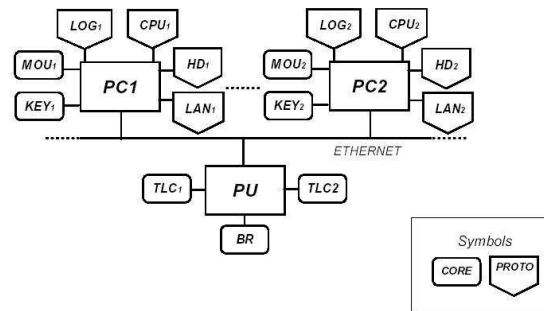 LOG1 CPU1 LOG2 CPU2
MOU1 PC1 HD1 MOU2 PC2 HD2
KEY1 LAN1 KEY2 LAN2
ETHERNET
TLC1 PU TLC2
BR
Symbols
CORE PROTO